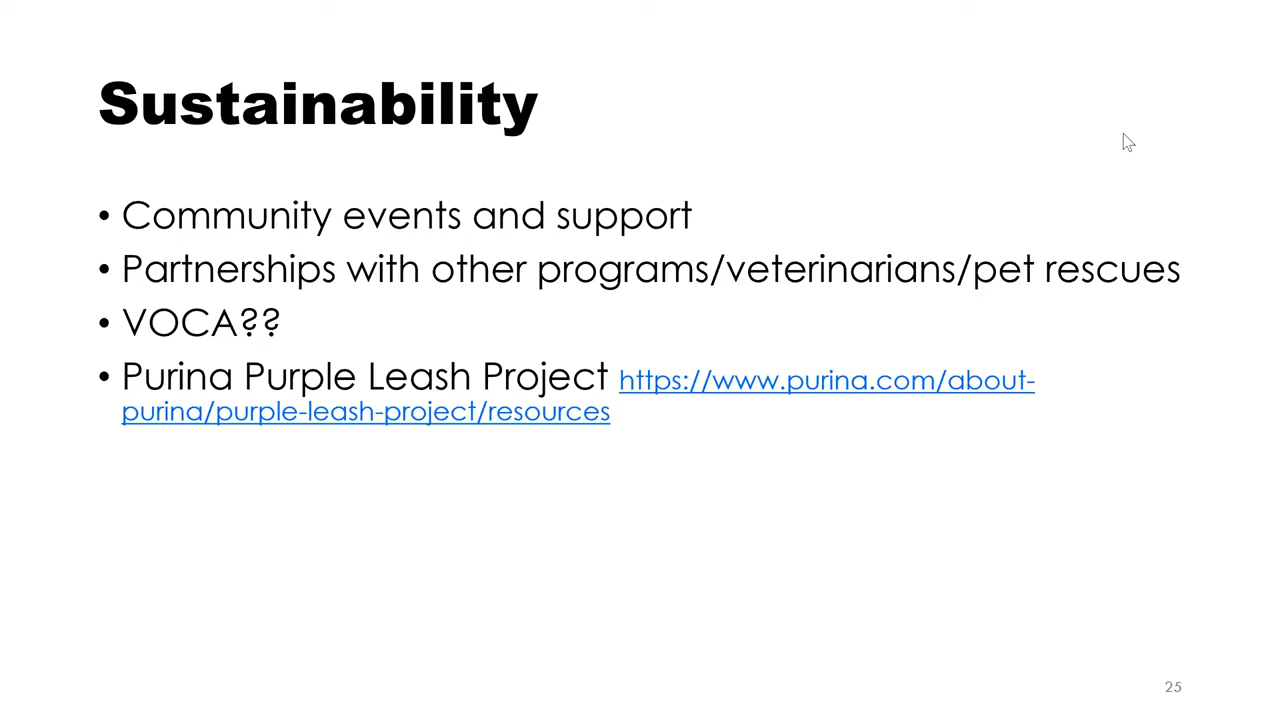 Sustainability
• Community events and support
• Partnerships with other programs/veterinarians/pet rescues
• VOCA??
• Purina Purple Leash Project https://www.purina.com/about-
purina/purple-leash-project/resources
25